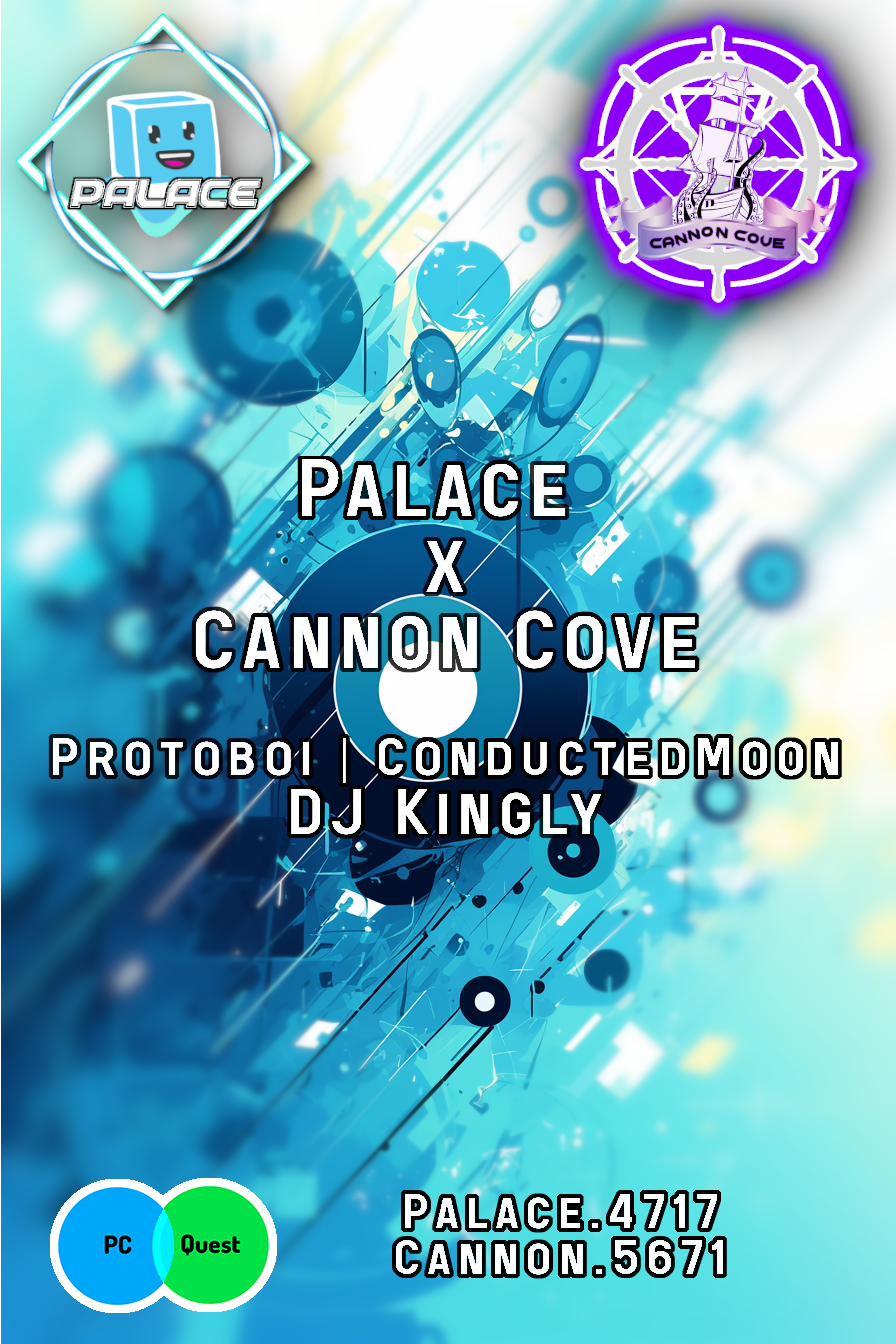 PALACE
CANNON COVE
PALACE
X
CANNON COVE
PROTOBOI | CONDUCTEDMOON
DJ KINGLY
PC
Quest
PALACE.4717
CANNON.5671